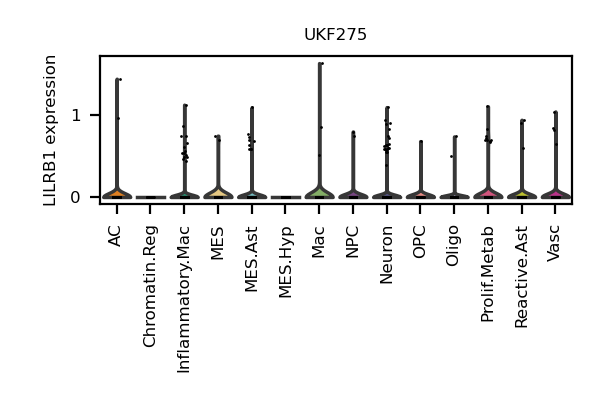 UKF275
LILRB1 expression
1
0
AC
Chromatin.Reg
Inflammatory.Mac
MES
MES.Ast
MES.Hyp
Mac
NPC
Neuron
OPC
Oligo
Prolif.Metab
Reactive.Ast
Vasc